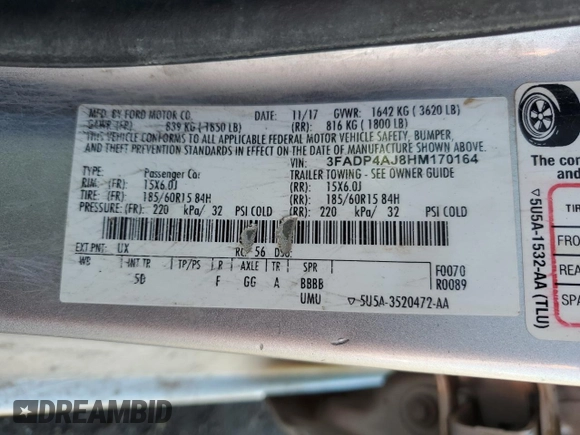 MFD. BY FORD MOTOR CO. DATE: 11/17 GVWR: 1642 KG ( 3620 LB)
GAWR (FR): 839 KG ( 1850 LB) (RR): 816 KG ( 1800 LB)
THIS VEHICLE CONFORMS TO ALL APPLICABLE FEDERAL MOTOR VEHICLE SAFETY, BUMPER,
AND THEFT PREVENTION STANDARDS IN EFFECT ON THE DATE OF MANUFACTURE SHOWN ABOVE.
VIN: 3FADP4AJ8HM170164
TYPE: Passenger Car TRAILER TOWING - SEE OWNER GUIDE
RIM: (FR) 15X6.0J (RR): 15X6.0J
TIRE: (FR) 185/60R15 84H (RR): 185/60R15 84H
PRESSURE: (FR) 220 kPa/ 32 PSI COLD (RR): 220 kPa/ 32 PSI COLD
EXT PNT: UX RC: 56 DSO:
WB INT TR TP/PS R AXLE TR SPR F0070
5B F GG A BBBB R0089
UMU ▽5U5A-3520472-AA
The con
factors
▽5U5A-1532-AA (TLU)
TIR
FRO
REA
SPA
DREAMBID